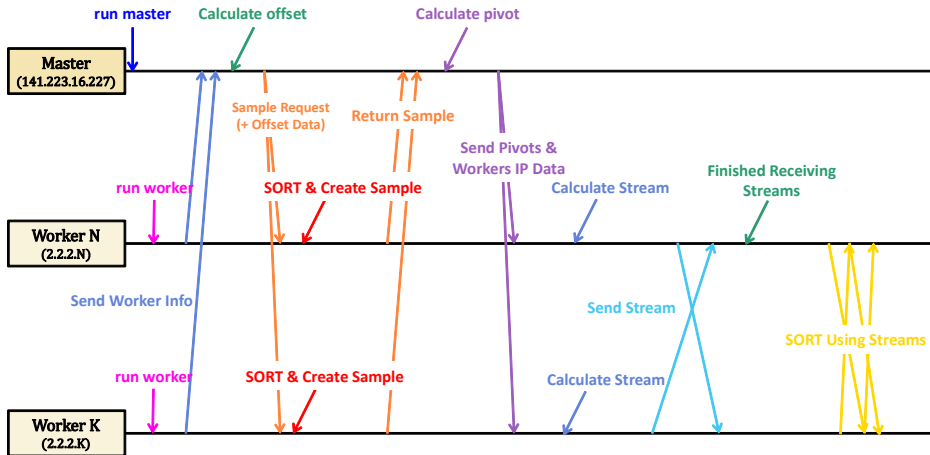 run master
Calculate offset
Calculate pivot
Master
(141.223.16.227)
Sample Request
(+ Offset Data)
Return Sample
Send Pivots &
Workers IP Data
Finished Receiving
Streams
run worker
SORT & Create Sample
Calculate Stream
Worker N
(2.2.2.N)
Send Worker Info
Send Stream
SORT Using Streams
run worker
SORT & Create Sample
Calculate Stream
Worker K
(2.2.2.K)